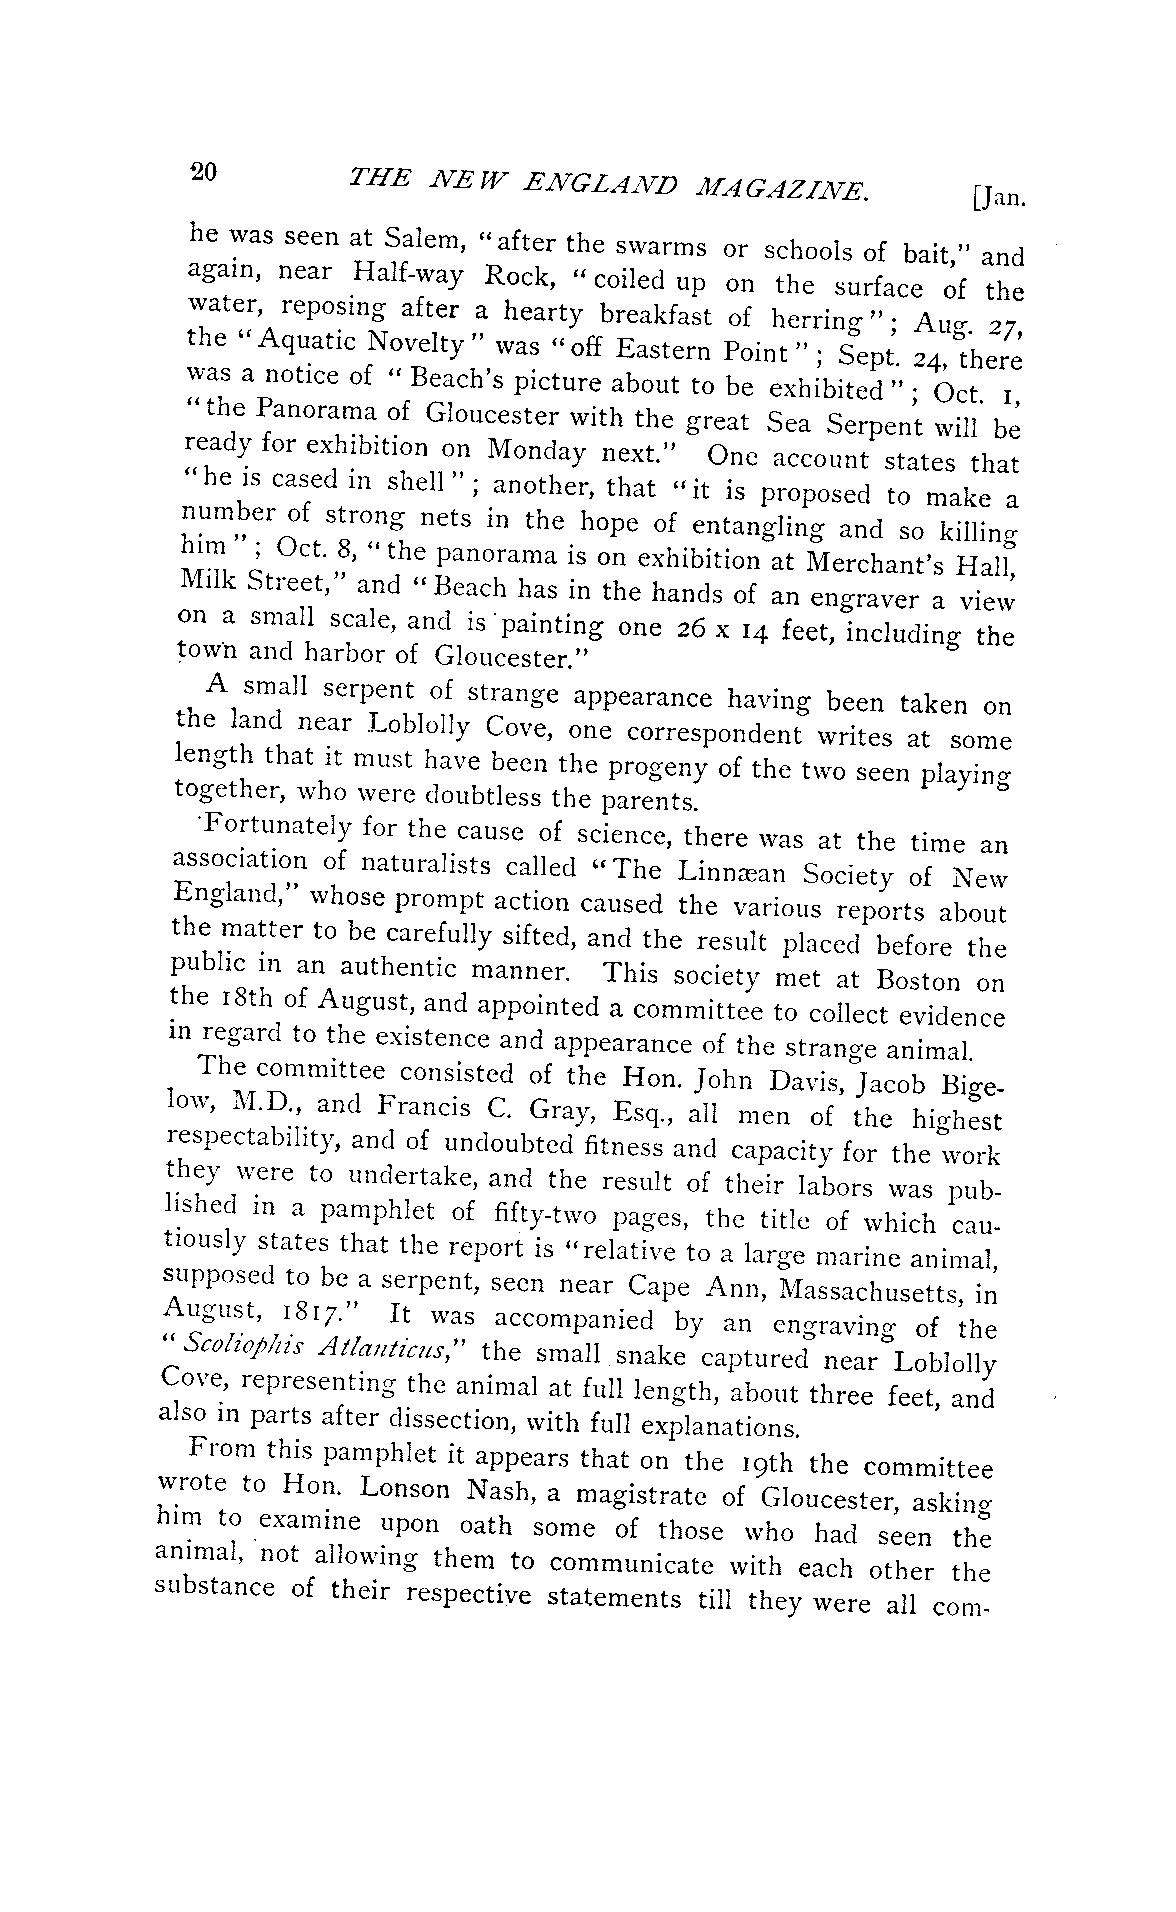 20 THE NEW ENGLAND MAGAZINE. [Jan.
he was seen at Salem, "after the swarms or schools of bait," and
again, near Half-way Rock, "coiled up on the surface of the
water, reposing after a hearty breakfast of herring"; Aug. 27,
the "Aquatic Novelty" was "off Eastern Point"; Sept. 24, there
was a notice of "Beach's picture about to be exhibited"; Oct. 1,
"the Panorama of Gloucester with the great Sea Serpent will be
ready for exhibition on Monday next." One account states that
"he is cased in shell"; another, that "it is proposed to make a
number of strong nets in the hope of entangling and so killing
him"; Oct. 8, "the panorama is on exhibition at Merchant's Hall,
Milk Street," and "Beach has in the hands of an engraver a view
on a small scale, and is painting one 26 x 14 feet, including the
town and harbor of Gloucester."
A small serpent of strange appearance having been taken on
the land near Loblolly Cove, one correspondent writes at some
length that it must have been the progeny of the two seen playing
together, who were doubtless the parents.
Fortunately for the cause of science, there was at the time an
association of naturalists called "The Linnæan Society of New
England," whose prompt action caused the various reports about
the matter to be carefully sifted, and the result placed before the
public in an authentic manner. This society met at Boston on
the 18th of August, and appointed a committee to collect evidence
in regard to the existence and appearance of the strange animal.
The committee consisted of the Hon. John Davis, Jacob Bige-
low, M.D., and Francis C. Gray, Esq., all men of the highest
respectability, and of undoubted fitness and capacity for the work
they were to undertake, and the result of their labors was pub-
lished in a pamphlet of fifty-two pages, the title of which cau-
tiously states that the report is "relative to a large marine animal,
supposed to be a serpent, seen near Cape Ann, Massachusetts, in
August, 1817." It was accompanied by an engraving of the
"Scoliophis Atlanticus," the small snake captured near Loblolly
Cove, representing the animal at full length, about three feet, and
also in parts after dissection, with full explanations.
From this pamphlet it appears that on the 19th the committee
wrote to Hon. Lonson Nash, a magistrate of Gloucester, asking
him to examine upon oath some of those who had seen the
animal, not allowing them to communicate with each other the
substance of their respective statements till they were all com-